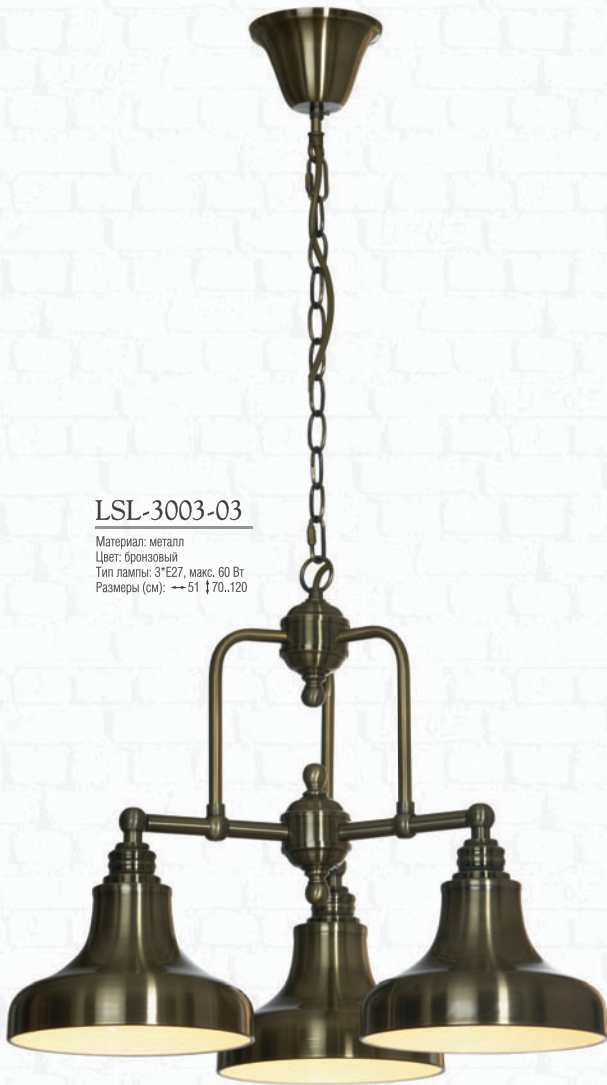 LSL-3003-03
Материал: металл
Цвет: бронзовый
Тип лампы: 3*E27, макс. 60 Вт
Размеры (см): ↔ 51 ↕ 70..120